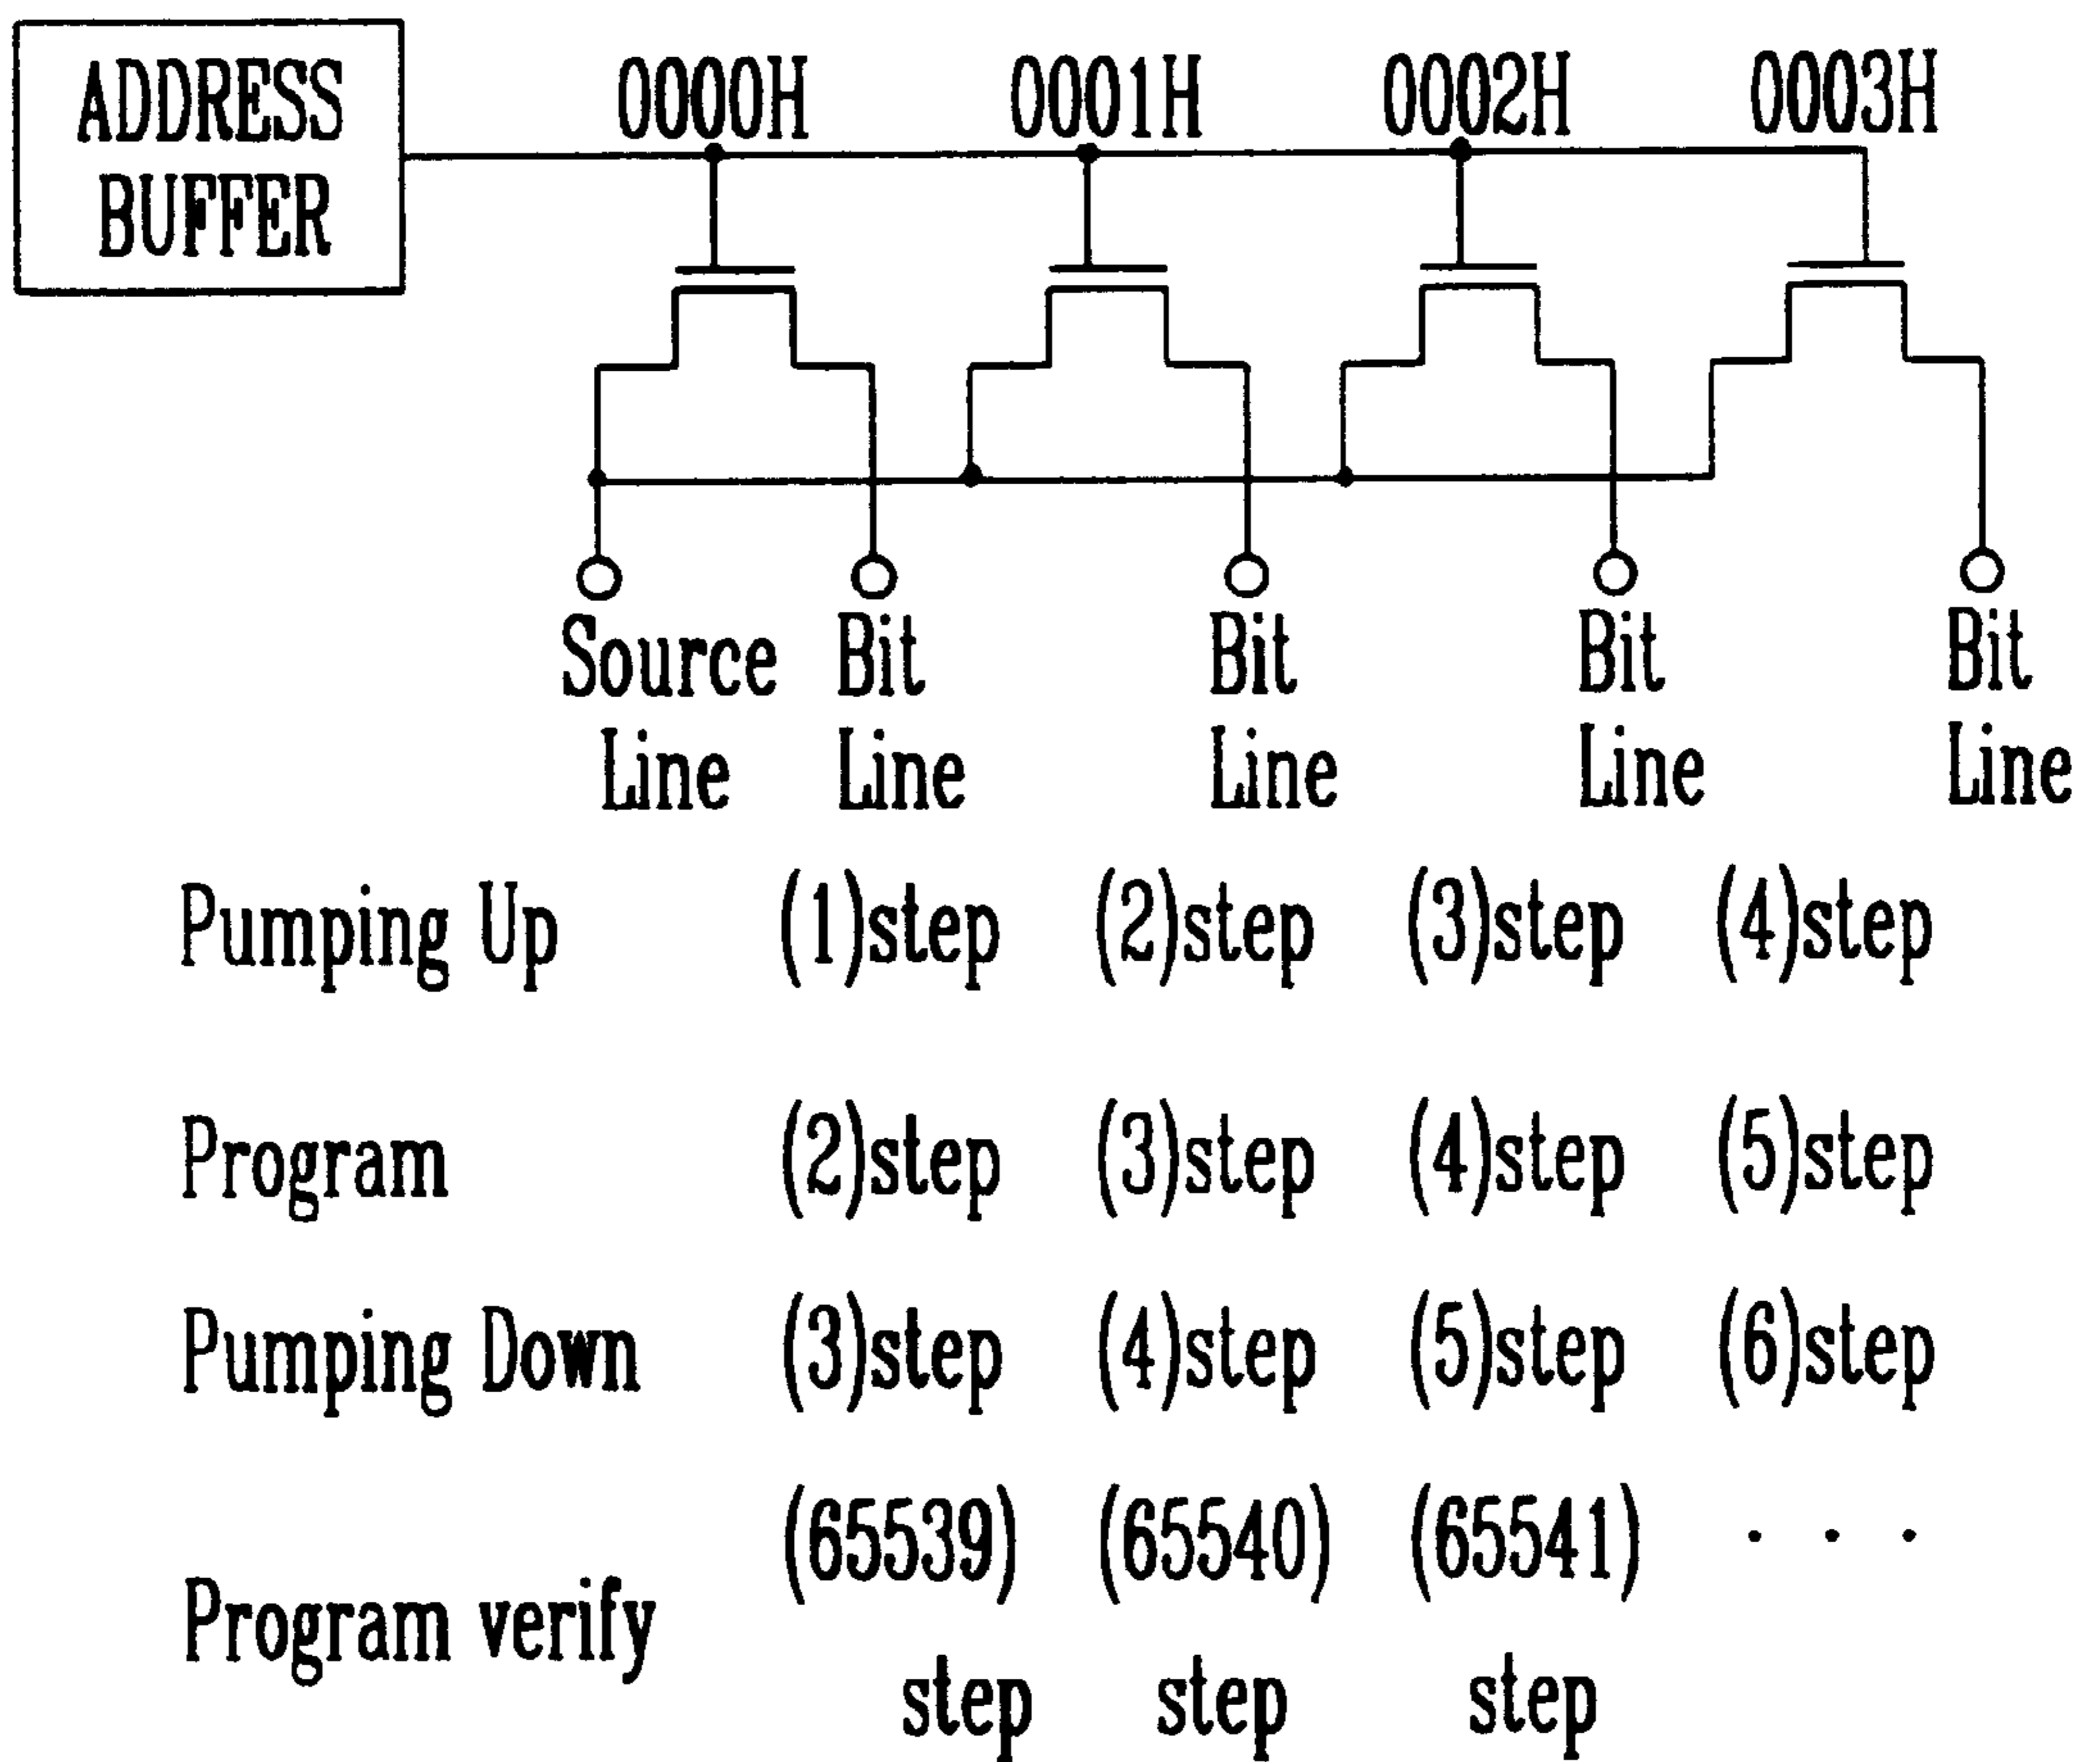 ADDRESS
BUFFER
0000H 0001H 0002H 0003H
Source Bit Bit Bit Bit
Line Line Line Line Line
Pumping Up (1)step (2)step (3)step (4)step
Program (2)step (3)step (4)step (5)step
Pumping Down (3)step (4)step (5)step (6)step
(65539) (65540) (65541) . . .
Program verify
step step step